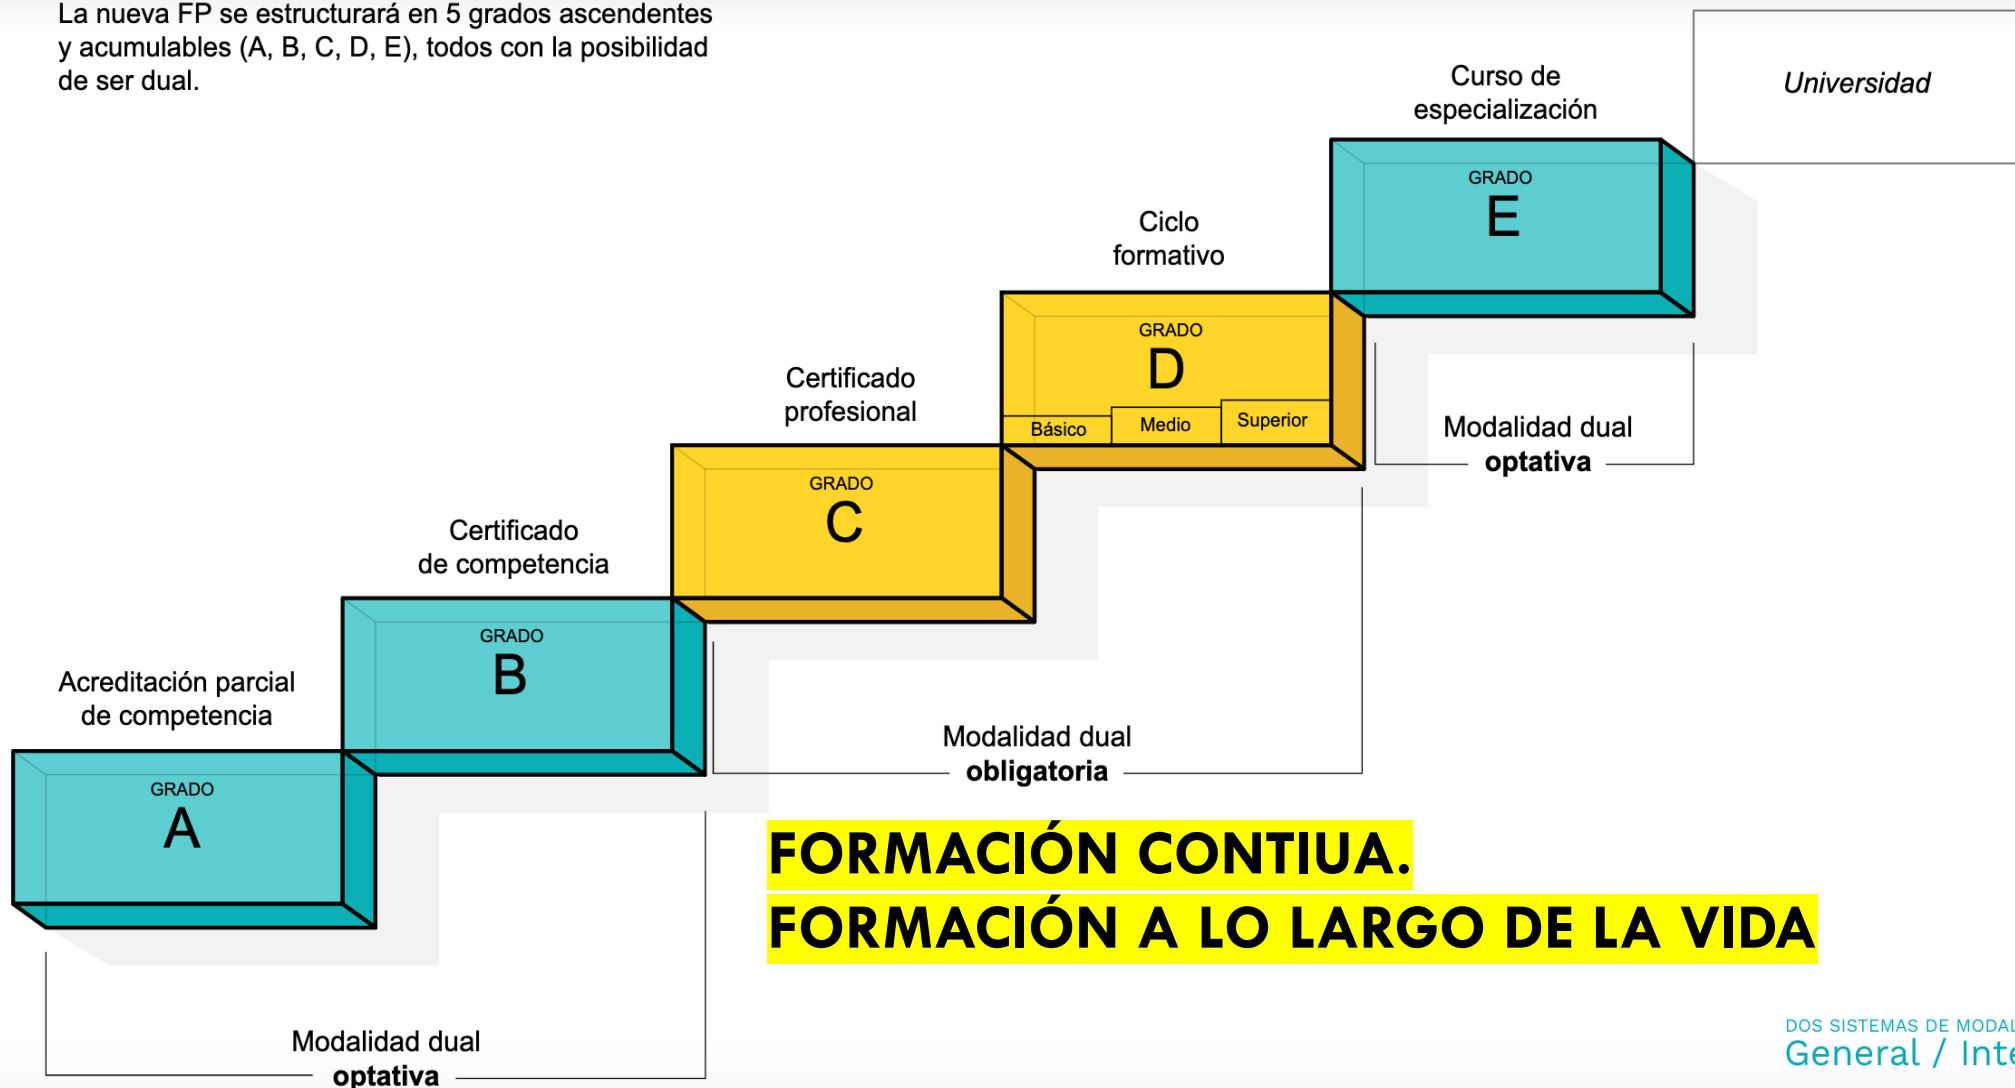 La nueva FP se estructurará en 5 grados ascendentes
y acumulables (A, B, C, D, E), todos con la posibilidad
de ser dual.
Universidad
Curso de
especialización
GRADO
E
Modalidad dual
optativa
Ciclo
formativo
GRADO
D
Básico
Medio
Superior
Certificado
profesional
GRADO
C
Modalidad dual
obligatoria
Certificado
de competencia
GRADO
B
Acreditación parcial
de competencia
GRADO
A
Modalidad dual
optativa
FORMACIÓN CONTIUA.
FORMACIÓN A LO LARGO DE LA VIDA
DOS SISTEMAS DE MODAL
General / Inte